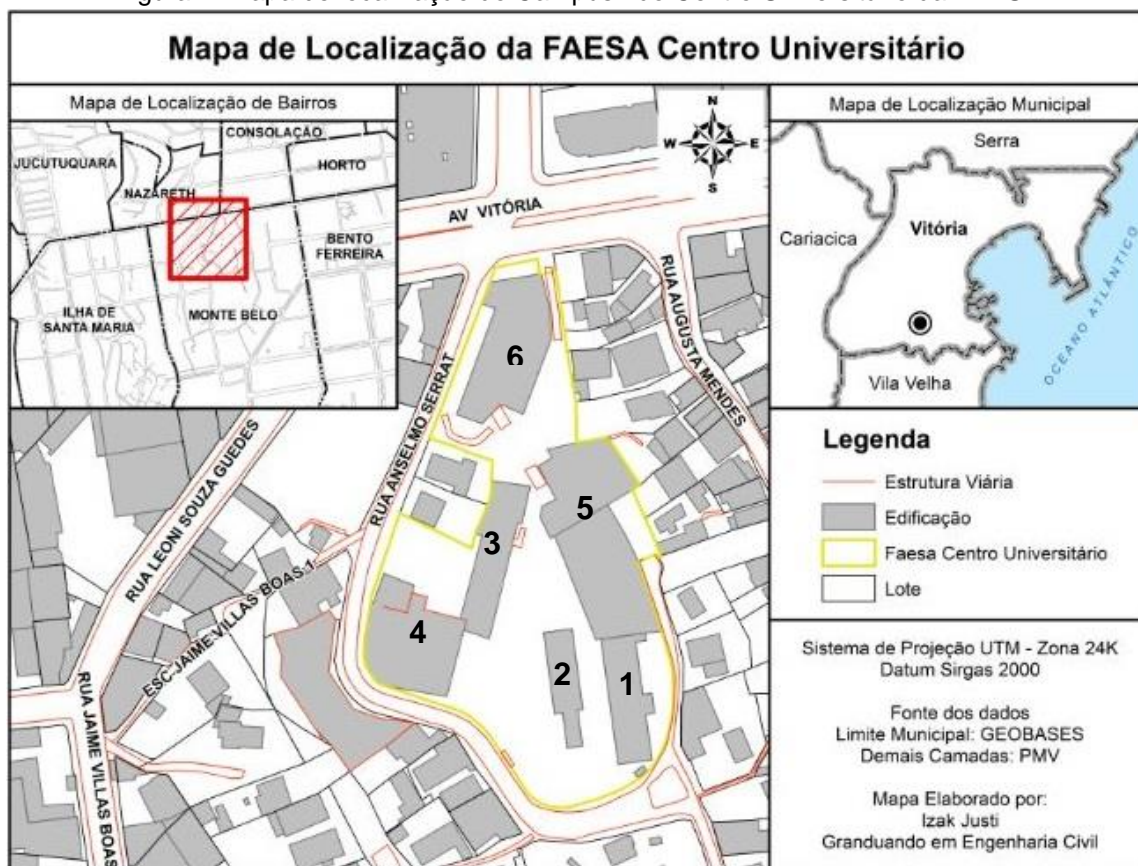 Mapa de Localização da FAESA Centro Universitário
Mapa de Localização de Bairros
CONSOLAÇÃO
JUCUTUQUARA
HORTO
NAZARETH
BENTO
FERREIRA
ILHA DE
SANTA MARIA
MONTE BELO
N
W
E
S
AV VITÓRIA
RUA AUGUSTA MENDES
RUA ANSELMO SERRAT
RUA LEONI SOUZA GUEDES
ESC JAIME VILLAS BOAS 1
RUA JAIME VILLAS BOAS
6
5
3
4
2
1
Mapa de Localização Municipal
Serra
Cariacica
Vitória
Vila Velha
OCEANO ATLÂNTICO
Legenda
Estrutura Viária
Edificação
Faesa Centro Universitário
Lote
Sistema de Projeção UTM - Zona 24K
Datum Sirgas 2000
Fonte dos dados
Limite Municipal: GEOBASES
Demais Camadas: PMV
Mapa Elaborado por:
Izak Justi
Granduando em Engenharia Civil